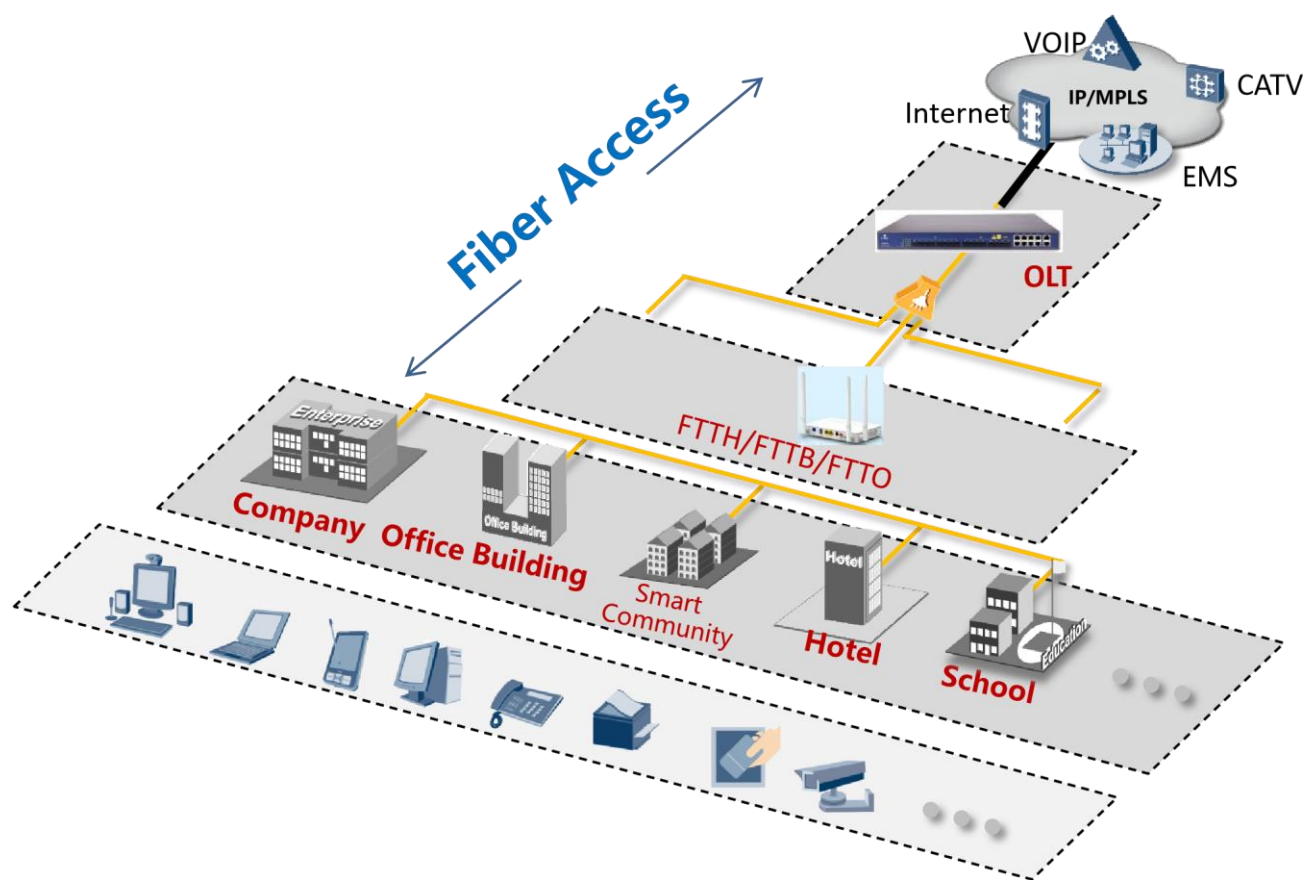 VOIP
CATV
IP/MPLS
Internet
EMS
Fiber Access
OLT
FTTH/FTTB/FTTO
Enterprise
Office Building
Hotel
Education
Company
Office Building
Smart
Community
Hotel
School